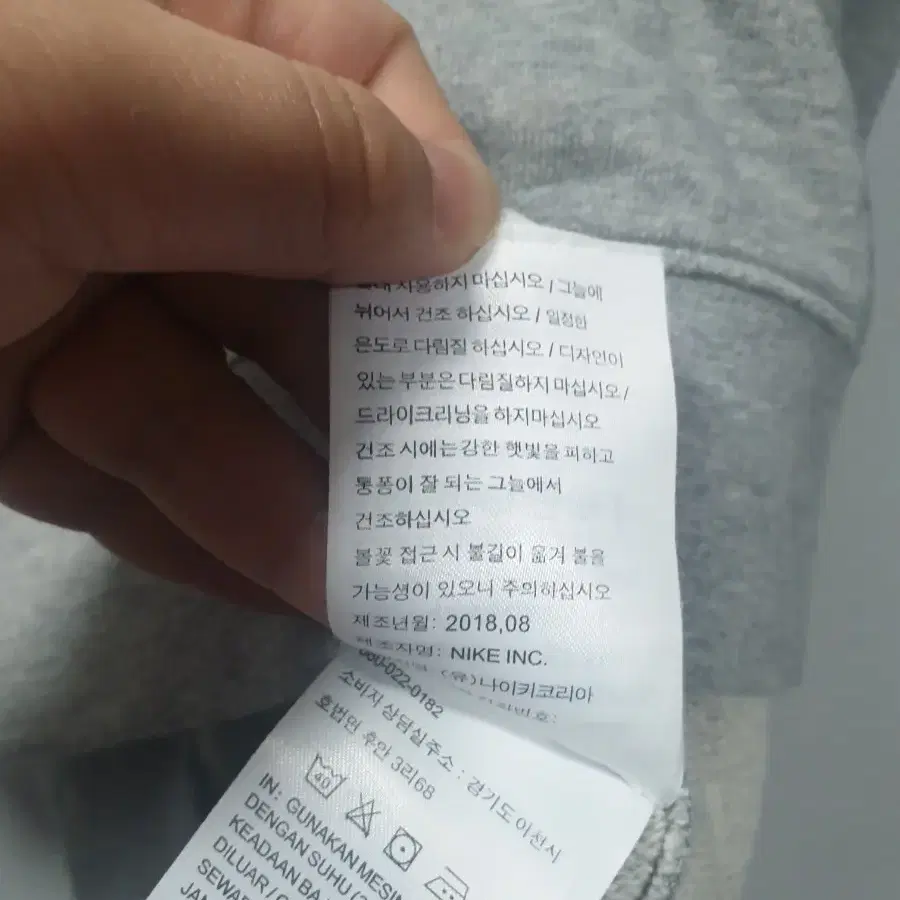 사용하지 마십시오 / 그늘에
뉘어서 건조 하십시오 / 일정한
온도로 다림질 하십시오 / 디자인이
있는 부분은 다림질하지 마십시오 /
드라이크리닝을 하지마십시오
건조 시에는 강한 햇빛을 피하고
통풍이 잘 되는 그늘에서
건조하십시오
불꽃 접근 시 불길이 옮겨 붙을
가능생이 있오니 주의하십시오
제조년월: 2018,08
제조자명: NIKE INC.
(유)나이키코리아
080-022-0182
소비자 상담실주소 : 경기도 이천시
호법면 후안 3리68
40
IN: GUNAKAN MESIN
DENGAN SUHU
KEADAAN
DILUAR /